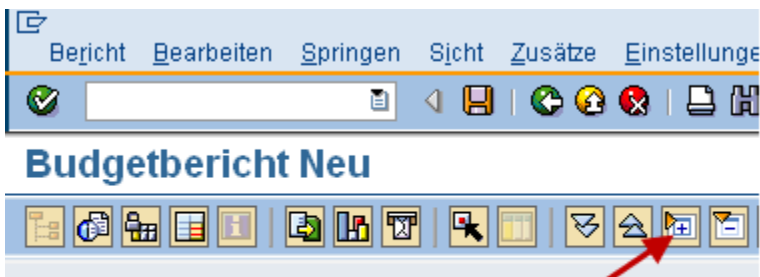 Bericht Bearbeiten Springen Sicht Zusätze Einstellunge
Budgetbericht Neu